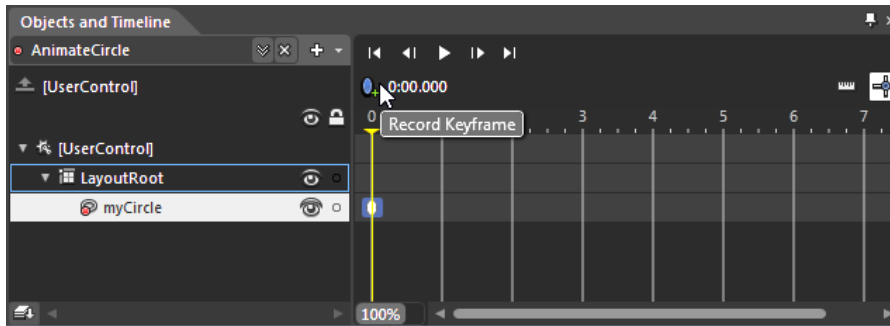 Objects and Timeline
AnimateCircle
[UserControl]
0:00.000
0 3 4 5 6 7
Record Keyframe
[UserControl]
LayoutRoot
myCircle
100%